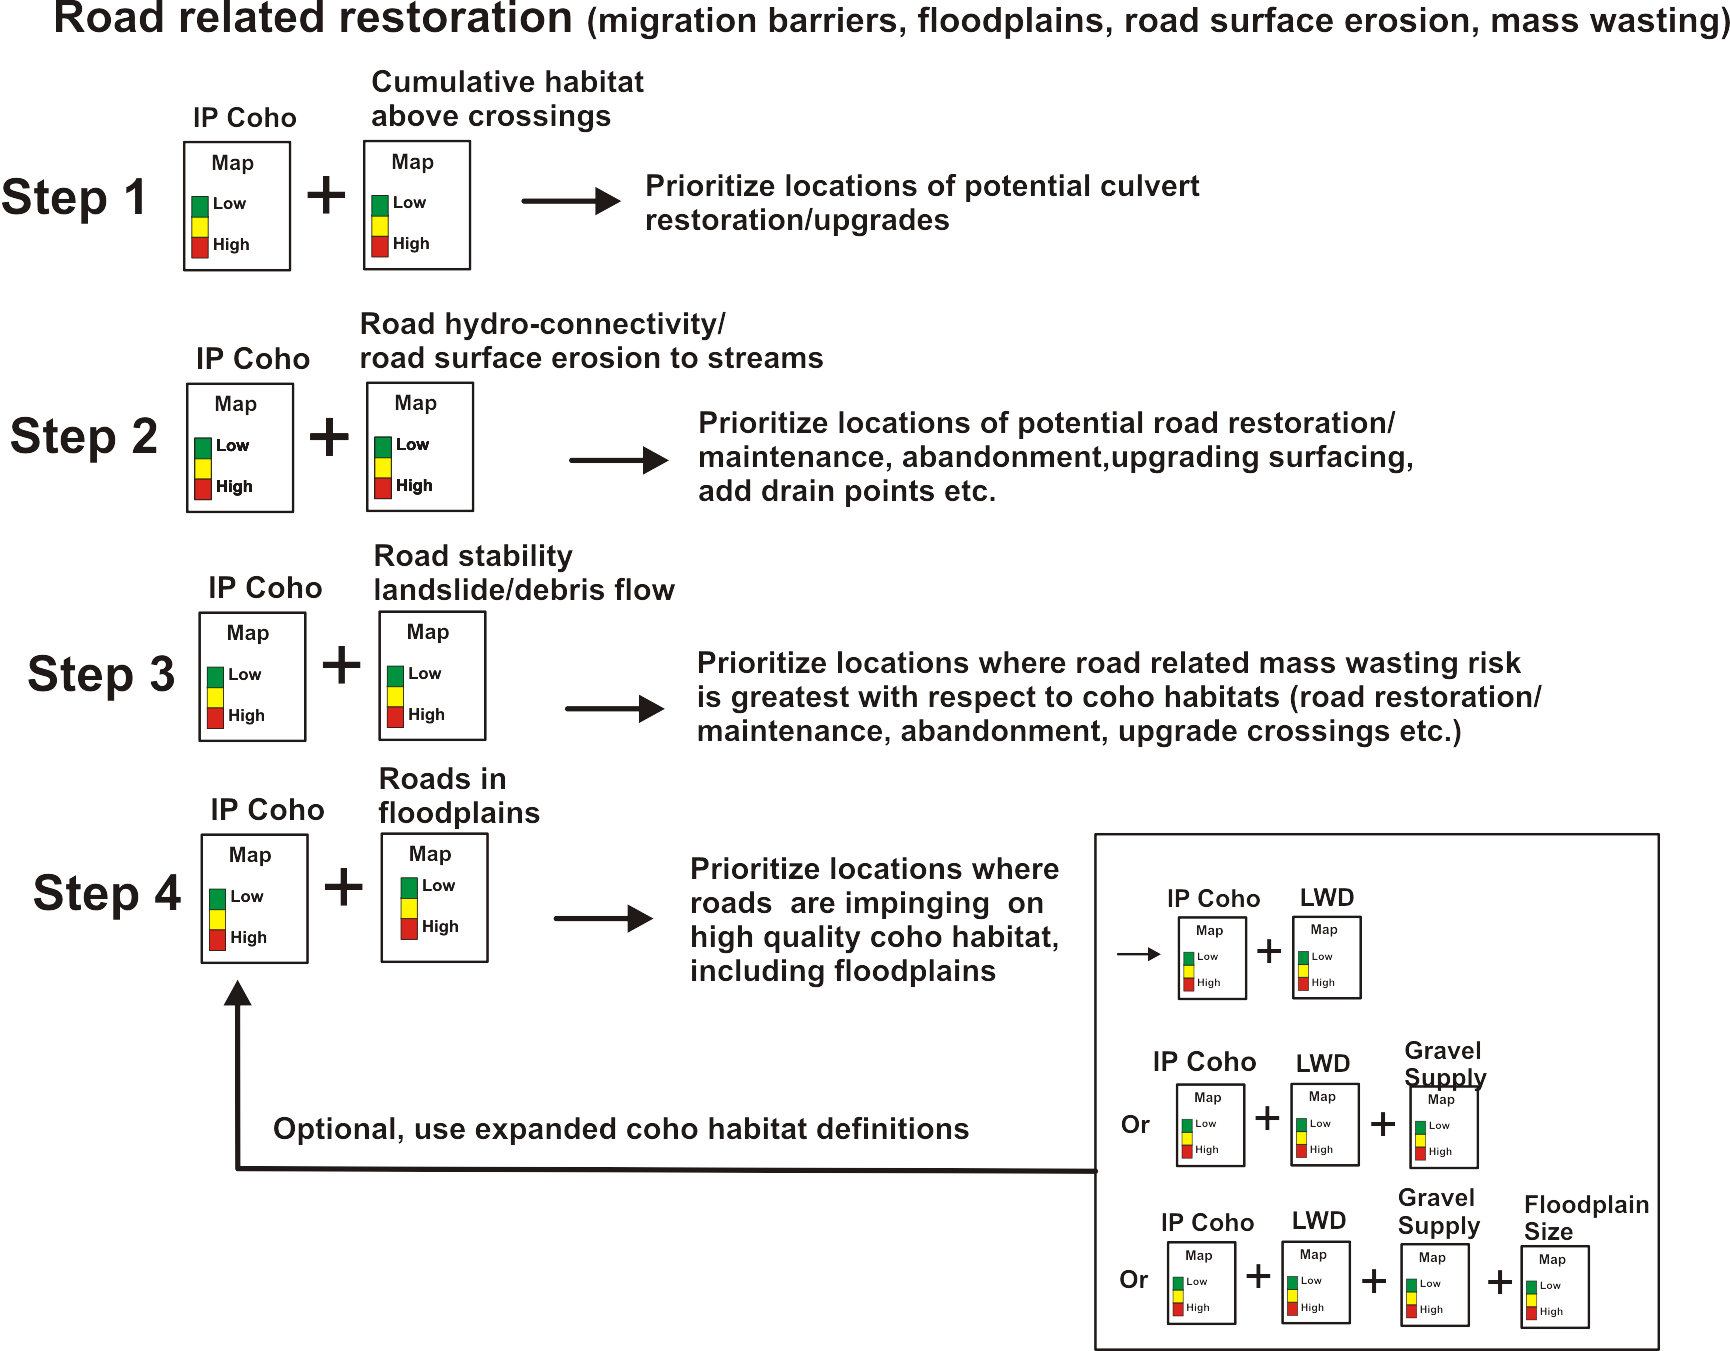 Road related restoration (migration barriers, floodplains, road surface erosion, mass wasting)
Step 1
IP Coho
Map
Low
High
+
Cumulative habitat
above crossings
Map
Low
High
Prioritize locations of potential culvert
restoration/upgrades
Step 2
IP Coho
Map
Low
High
+
Road hydro-connectivity/
road surface erosion to streams
Map
Low
High
Prioritize locations of potential road restoration/
maintenance, abandonment,upgrading surfacing,
add drain points etc.
Step 3
IP Coho
Map
Low
High
+
Road stability
landslide/debris flow
Map
Low
High
Prioritize locations where road related mass wasting risk
is greatest with respect to coho habitats (road restoration/
maintenance, abandonment, upgrade crossings etc.)
Step 4
IP Coho
Map
Low
High
+
Roads in
floodplains
Map
Low
High
Prioritize locations where
roads are impinging on
high quality coho habitat,
including floodplains
Optional, use expanded coho habitat definitions
IP Coho
Map
Low
High
+
LWD
Map
Low
High
Or
IP Coho
Map
Low
High
+
LWD
Map
Low
High
+
Gravel
Supply
Map
Low
High
Or
IP Coho
Map
Low
High
+
LWD
Map
Low
High
+
Gravel
Supply
Map
Low
High
+
Floodplain
Size
Map
Low
High